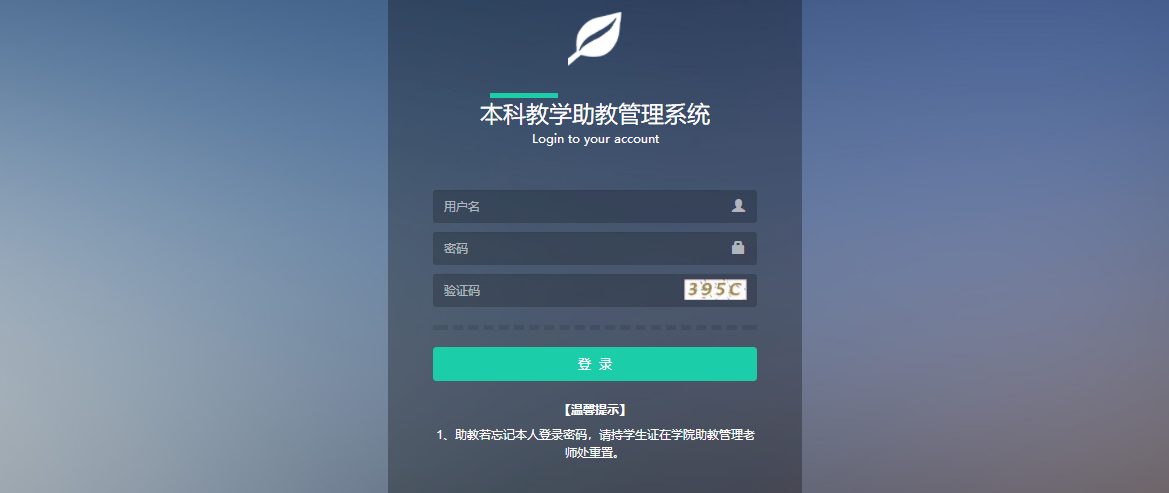 本科教学助教管理系统
Login to your account
用户名
密码
验证码
395C
登 录
【温馨提示】
1、助教若忘记本人登录密码，请持学生证在学院助教管理老
师处重置。